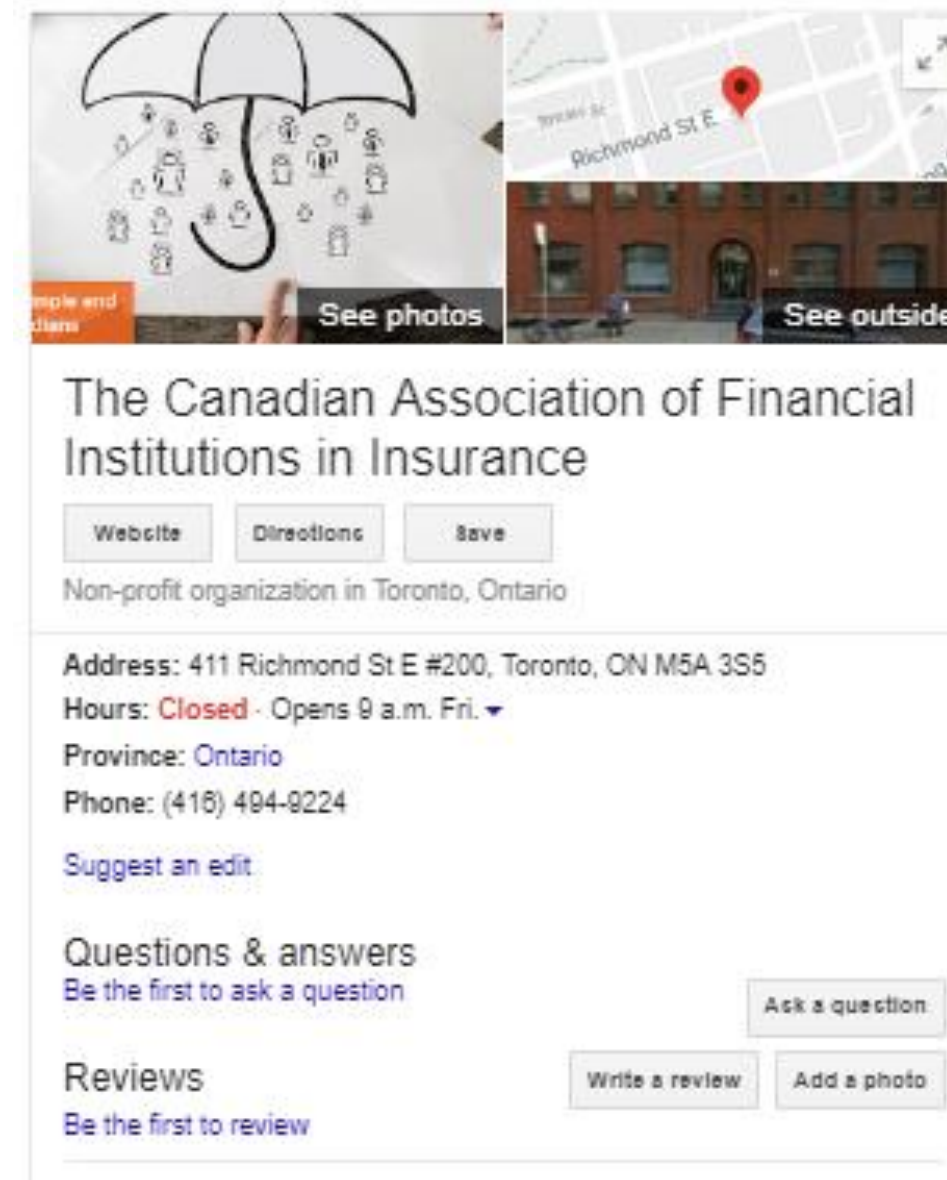 Richmond St E
mple and
dians
See photos
See outside
The Canadian Association of Financial
Institutions in Insurance
Website
Directions
Save
Non-profit organization in Toronto, Ontario
Address: 411 Richmond St E #200, Toronto, ON M5A 3S5
Hours: Closed · Opens 9 a.m. Fri.
Province: Ontario
Phone: (416) 494-9224
Suggest an edit
Questions & answers
Be the first to ask a question
Ask a question
Reviews
Write a review
Add a photo
Be the first to review